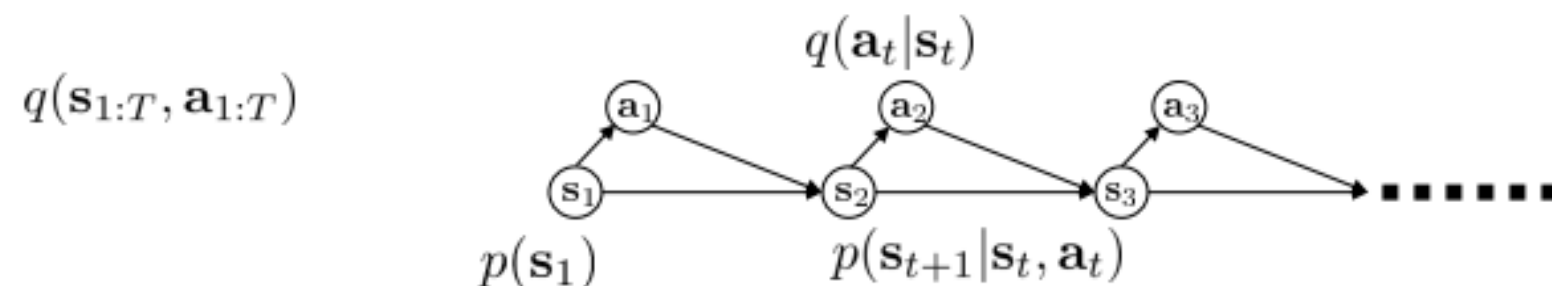 q(a_t|s_t)
q(s_{1:T}, a_{1:T})
a_1 a_2 a_3
s_1 s_2 s_3
p(s_1) p(s_{t+1}|s_t, a_t)